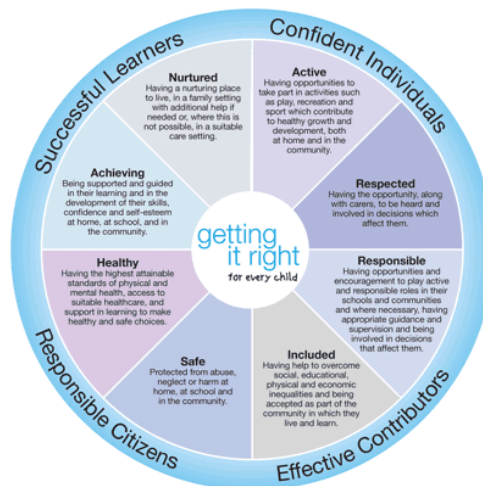 Successful Learners
Confident Individuals
Nurtured
Having a nurturing place
to live, in a family setting
with additional help if
needed or, where this is
not possible, in a suitable
care setting.
Active
Having opportunities to
take part in activities such
as play, recreation and
sport which contribute
to healthy growth and
development, both
at home and in the
community.
Achieving
Being supported and guided
in their learning and in the
development of their skills,
confidence and self-esteem
at home, at school, and in
the community.
Respected
Having the opportunity, along
with carers, to be heard and
involved in decisions which
affect them.
getting
it right
for every child
Healthy
Having the highest attainable
standards of physical and
mental health, access to
suitable healthcare, and
support in learning to make
healthy and safe choices.
Responsible
Having opportunities and
encouragement to play active
and responsible roles in their
schools and communities
and where necessary, having
appropriate guidance and
supervision and being
involved in decisions
that affect them.
Safe
Protected from abuse,
neglect or harm at
home, at school and
in the community.
Included
Having help to overcome
social, educational,
physical and economic
inequalities and being
accepted as part of the
community in which they
live and learn.
Responsible Citizens
Effective Contributors